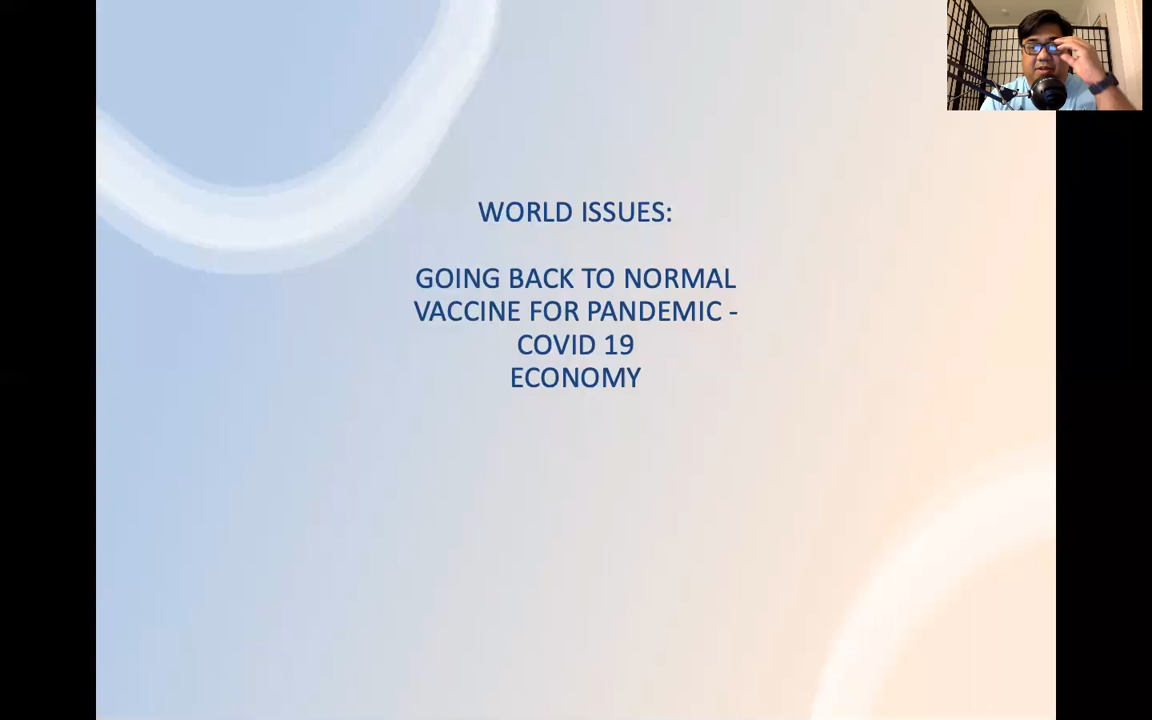 WORLD ISSUES:
GOING BACK TO NORMAL
VACCINE FOR PANDEMIC -
COVID 19
ECONOMY